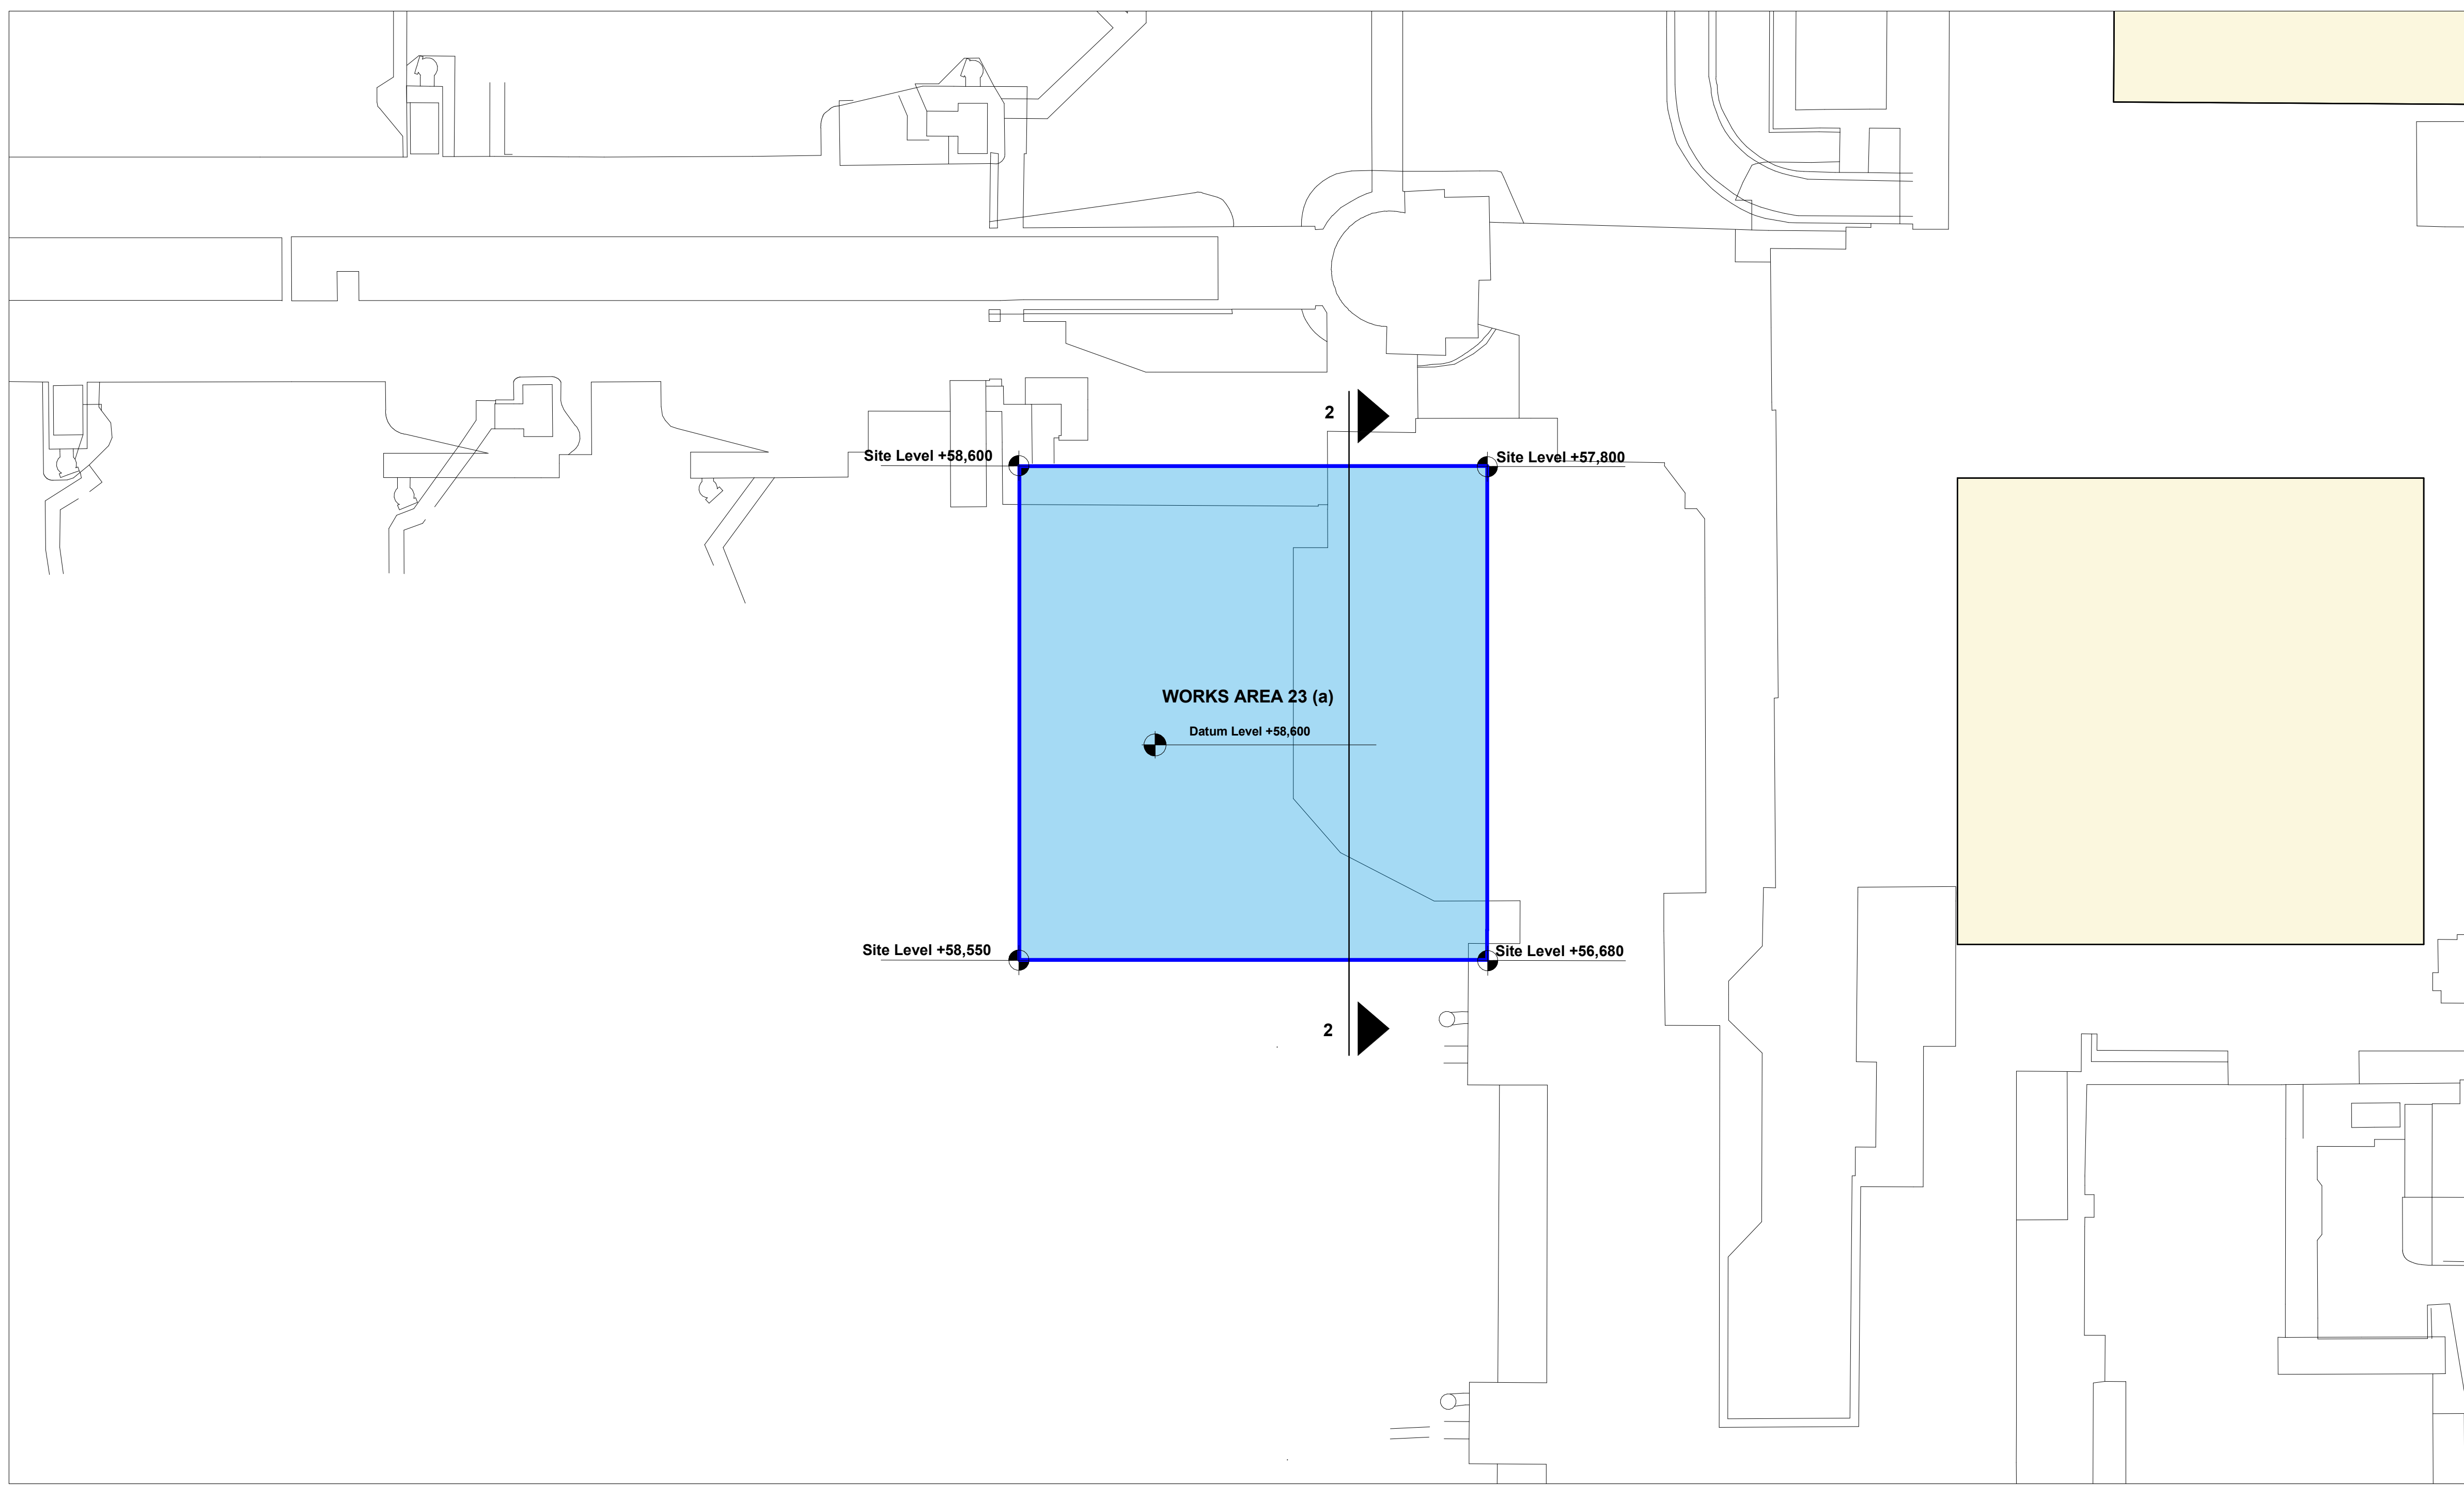 2
Site Level +58,600
Site Level +57,800
WORKS AREA 23 (a)
Datum Level +58,600
Site Level +58,550
Site Level +56,680
2